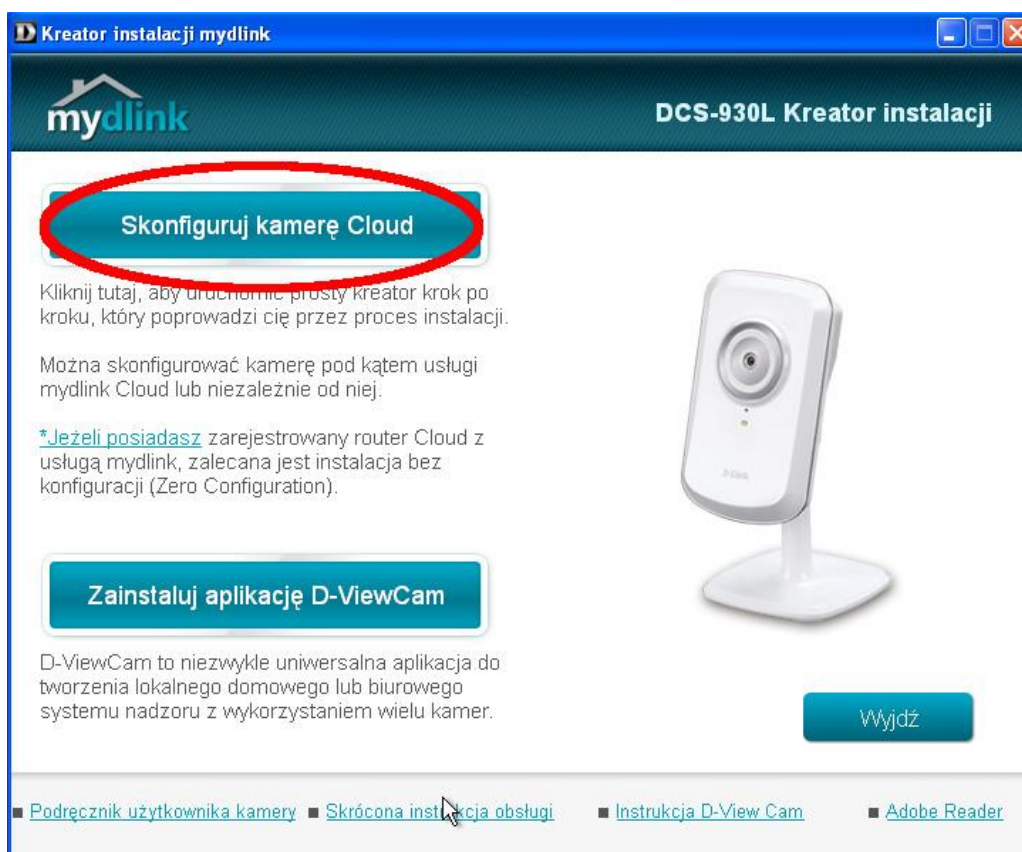 Kreator instalacji mydlink
mydlink
DCS-930L Kreator instalacji
Skonfiguruj kamerę Cloud
Kliknij tutaj, aby uruchomić prosty kreator krok po
kroku, który poprowadzi cię przez proces instalacji.
Można skonfigurować kamerę pod kątem usługi
mydlink Cloud lub niezależnie od niej.
*Jeżeli posiadasz zarejestrowany router Cloud z
usługą mydlink, zalecana jest instalacja bez
konfiguracji (Zero Configuration).
D-Link
Zainstaluj aplikację D-ViewCam
D-ViewCam to niezwykle uniwersalna aplikacja do
tworzenia lokalnego domowego lub biurowego
systemu nadzoru z wykorzystaniem wielu kamer.
Wyjdź
Podręcznik użytkownika kamery Skrócona instrukcja obsługi Instrukcja D-View Cam Adobe Reader